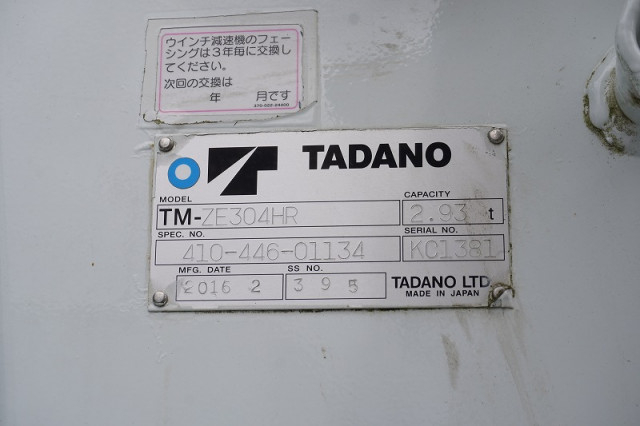 ウインチ減速機のフェー
シングは3年毎に交換し
てください。
次回の交換は
年 月です
TADANO
MODEL CAPACITY
TM-ZE304HR 2.93 t
SPEC. NO. SERIAL NO.
410-446-01134 KC1381
MFG. DATE SS NO.
2016 2 395 TADANO LTD.
MADE IN JAPAN